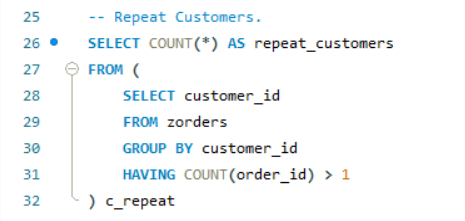 25 -- Repeat Customers.
26 SELECT COUNT(*) AS repeat_customers
27 FROM (
28 SELECT customer_id
29 FROM zorders
30 GROUP BY customer_id
31 HAVING COUNT(order_id) > 1
32 ) c_repeat